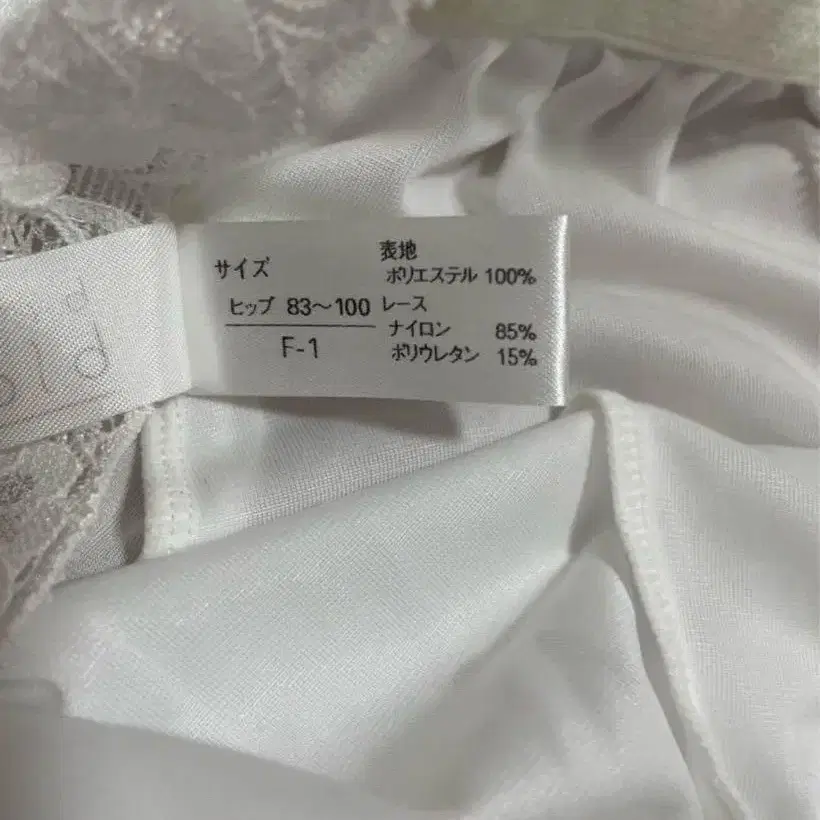 サイズ
ヒップ 83〜100
F-1
表地
ポリエステル 100%
レース
ナイロン 85%
ポリウレタン 15%